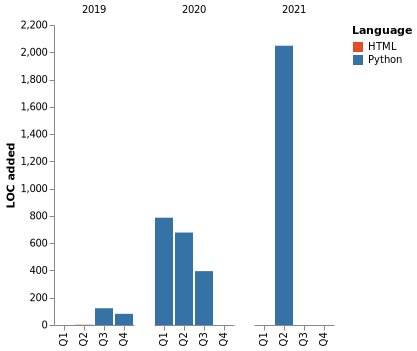 2019 2020 2021
Language
HTML
Python
LOC added
2,200
2,000
1,800
1,600
1,400
1,200
1,000
800
600
400
200
0
Q1 Q2 Q3 Q4 Q1 Q2 Q3 Q4 Q1 Q2 Q3 Q4